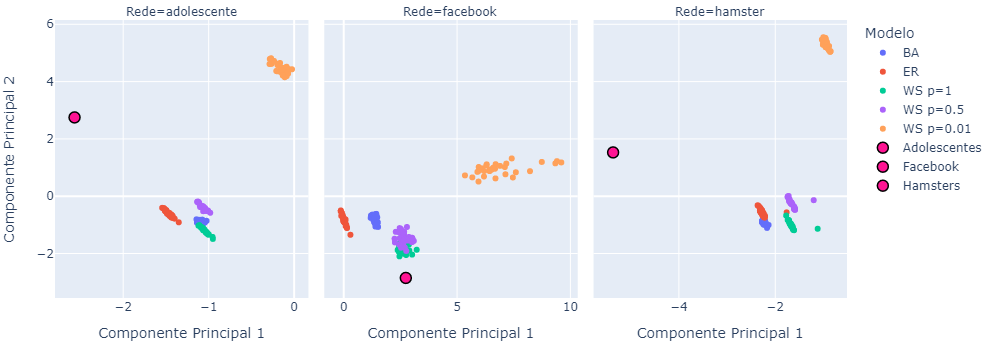 Rede=adolescente
Rede=facebook
Rede=hamster
Componente Principal 2
6
4
2
0
−2
−2
−1
0
0
5
10
−4
−2
Componente Principal 1
Componente Principal 1
Componente Principal 1
Modelo
BA
ER
WS p=1
WS p=0.5
WS p=0.01
Adolescentes
Facebook
Hamsters